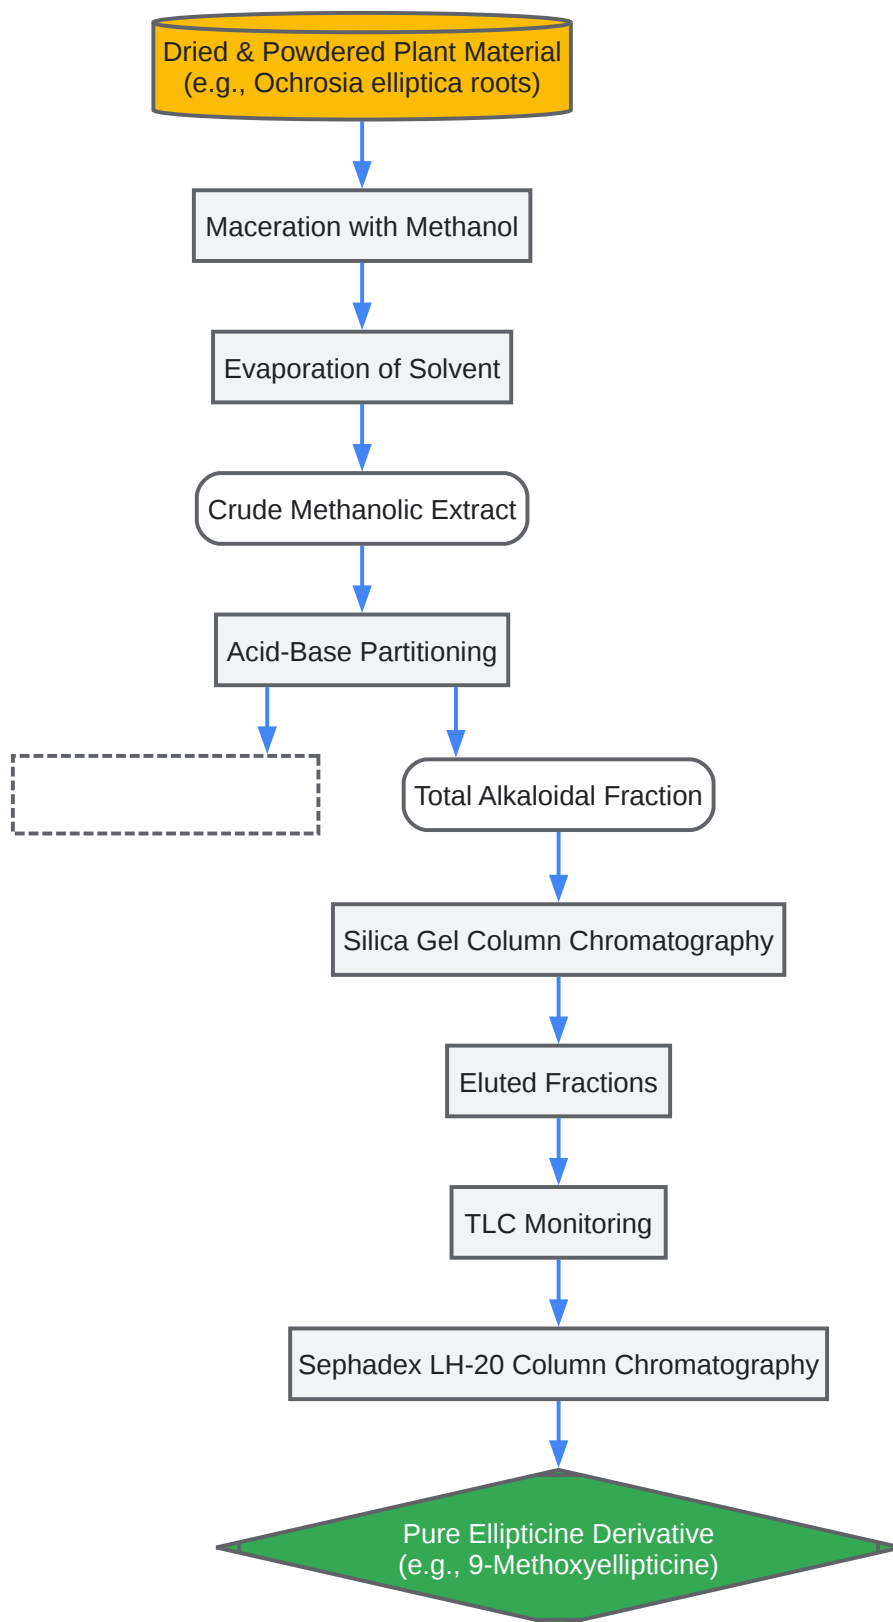 Dried & Powdered Plant Material
(e.g., Ochrosia elliptica roots)
Maceration with Methanol
Evaporation of Solvent
Crude Methanolic Extract
Acid-Base Partitioning
Total Alkaloidal Fraction
Silica Gel Column Chromatography
Eluted Fractions
TLC Monitoring
Sephadex LH-20 Column Chromatography
Pure Ellipticine Derivative
(e.g., 9-Methoxyellipticine)